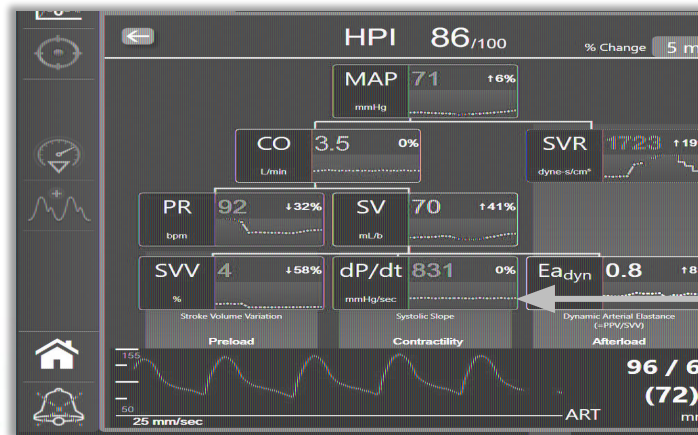 HPI 86/100
% Change 5 m
MAP 71 ↑6%
mmHg
CO 3.5 0%
L/min
SVR 1723 ↑19
dyne-s/cm⁵
PR 92 ↓32%
bpm
SV 70 ↑41%
mL/b
SVV 4 ↓58%
%
dP/dt 831 0%
mmHg/sec
Eadyn 0.8 ↑8
Stroke Volume Variation
Systolic Slope
Dynamic Arterial Elastance
(=PPV/SVV)
Preload
Contractility
Afterload
155
96 / 6
(72)
50
ART
25 mm/sec